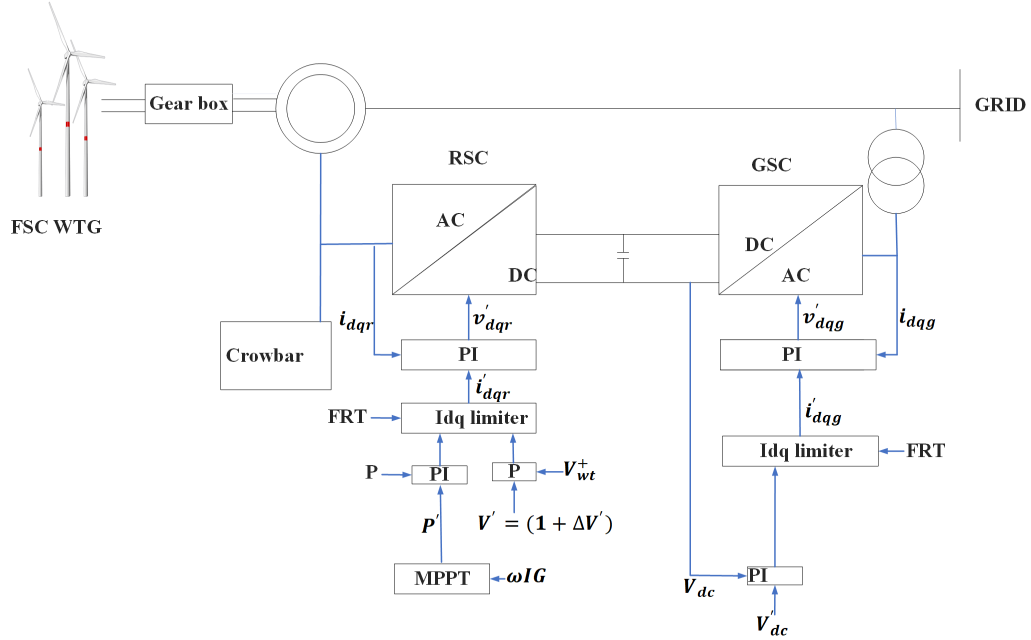 GRID
Gear box
RSC
GSC
FSC WTG
AC
DC
DC
AC
i_dqr
v'_dqr
v'_dqg
i_dqg
Crowbar
PI
PI
i'_dqr
i'_dqg
FRT
Idq limiter
Idq limiter
FRT
P
PI
P
V^+_wt
P'
V' = (1 + ΔV')
MPPT
ωIG
V_dc
PI
V'_dc